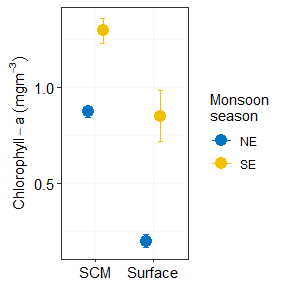 Chlorophyll − a (mgm⁻³)
1.0
0.5
SCM Surface
Monsoon
season
NE
SE